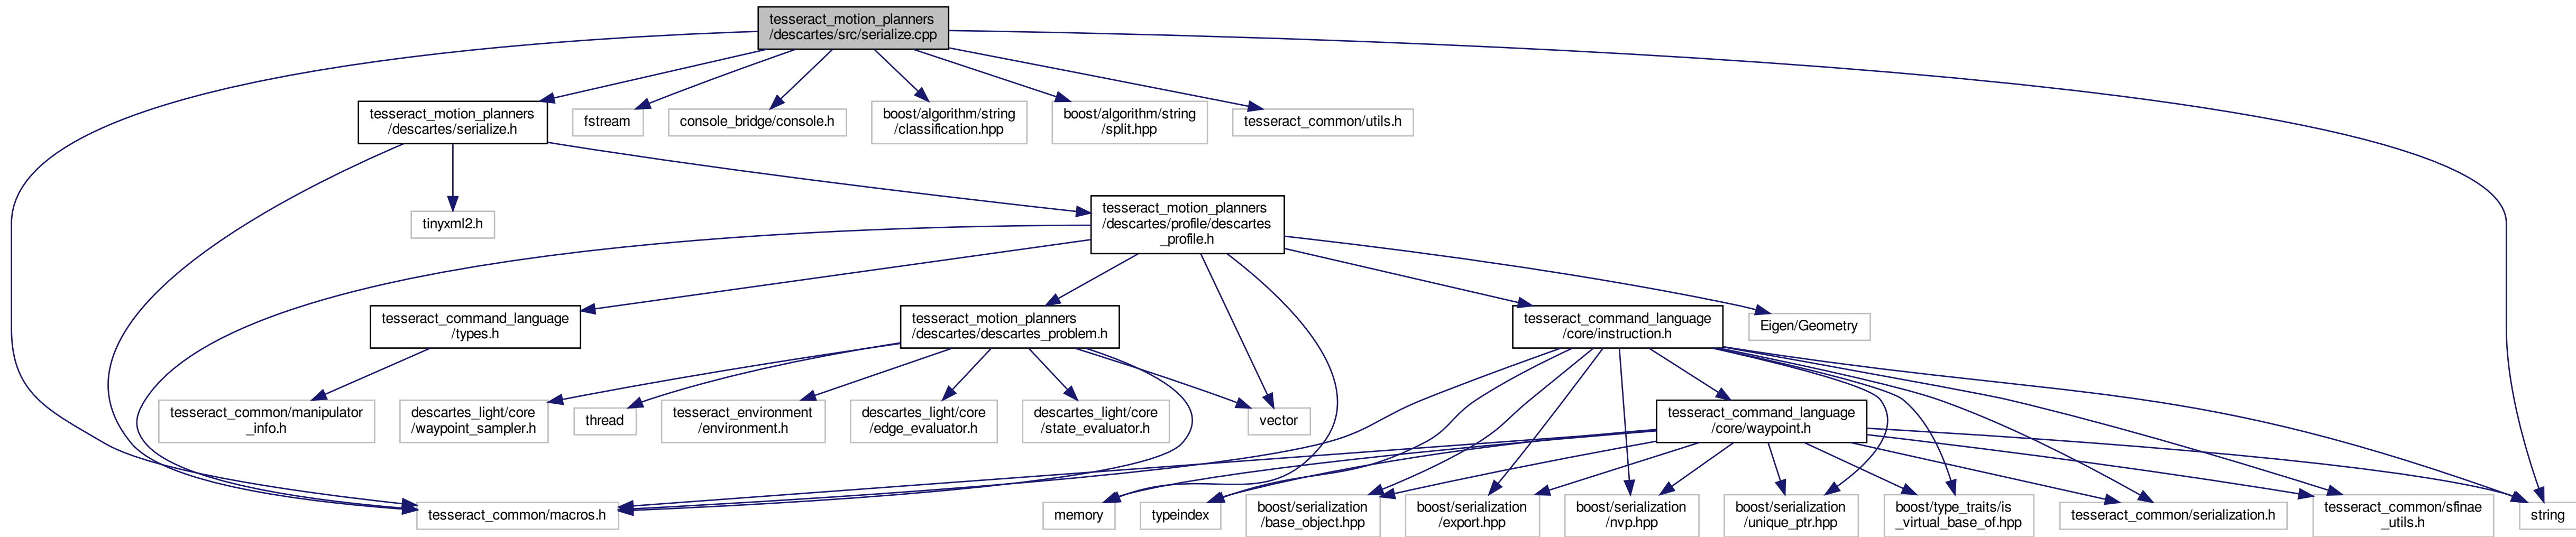 tesseract_motion_planners
/descartes/src/serialize.cpp
tesseract_motion_planners
/descartes/serialize.h
fstream
console_bridge/console.h
boost/algorithm/string
/classification.hpp
boost/algorithm/string
/split.hpp
tesseract_common/utils.h
tinyxml2.h
tesseract_motion_planners
/descartes/profile/descartes
_profile.h
tesseract_command_language
/types.h
tesseract_motion_planners
/descartes/descartes_problem.h
tesseract_command_language
/core/instruction.h
Eigen/Geometry
tesseract_common/manipulator
_info.h
descartes_light/core
/waypoint_sampler.h
thread
tesseract_environment
/environment.h
descartes_light/core
/edge_evaluator.h
descartes_light/core
/state_evaluator.h
vector
tesseract_command_language
/core/waypoint.h
tesseract_common/macros.h
memory
typeindex
boost/serialization
/base_object.hpp
boost/serialization
/export.hpp
boost/serialization
/nvp.hpp
boost/serialization
/unique_ptr.hpp
boost/type_traits/is
_virtual_base_of.hpp
tesseract_common/serialization.h
tesseract_common/sfinae
_utils.h
string